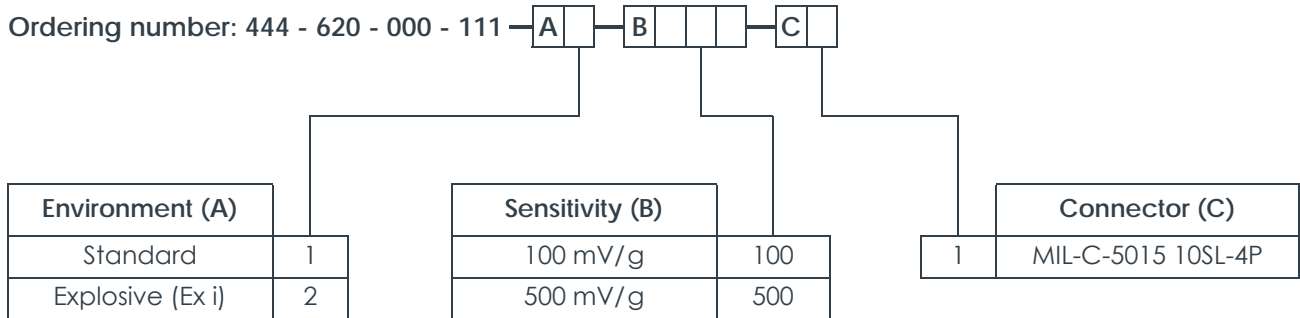 Ordering number: 444 - 620 - 000 - 111 A B C
Environment (A) Sensitivity (B) Connector (C)
Standard 1 100 mV/g 100 1 MIL-C-5015 10SL-4P
Explosive (Ex i) 2 500 mV/g 500